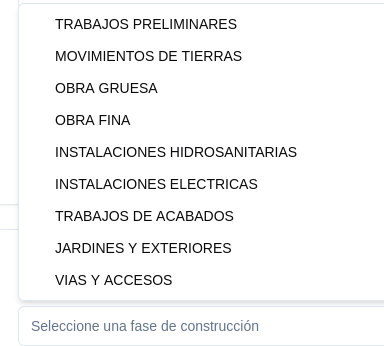 TRABAJOS PRELIMINARES
MOVIMIENTOS DE TIERRAS
OBRA GRUESA
OBRA FINA
INSTALACIONES HIDROSANITARIAS
INSTALACIONES ELECTRICAS
TRABAJOS DE ACABADOS
JARDINES Y EXTERIORES
VIAS Y ACCESOS
Seleccione una fase de construcción